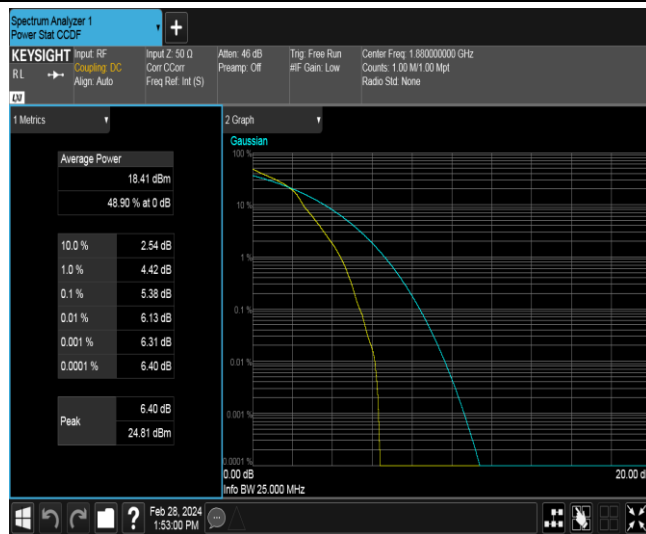 Spectrum Analyzer 1
Power Stat CCDF
+
KEYSIGHT
RL
Input: RF
Coupling: DC
Align: Auto
Input Z: 50 Ω
Corr CCorr
Freq Ref: Int (S)
Atten: 46 dB
Preamp: Off
Trig: Free Run
#IF Gain: Low
Center Freq: 1.880000000 GHz
Counts: 1.00 M/1.00 Mpt
Radio Std: None
1 Metrics
Average Power
18.41 dBm
48.90 % at 0 dB
10.0 % 2.54 dB
1.0 % 4.42 dB
0.1 % 5.38 dB
0.01 % 6.13 dB
0.001 % 6.31 dB
0.0001 % 6.40 dB
Peak
6.40 dB
24.81 dBm
2 Graph
Gaussian
100 %
10 %
1 %
0.1 %
0.01 %
0.001 %
0.0001 %
0.00 dB
20.00 d
Info BW 25.000 MHz
?
Feb 28, 2024
1:53:00 PM